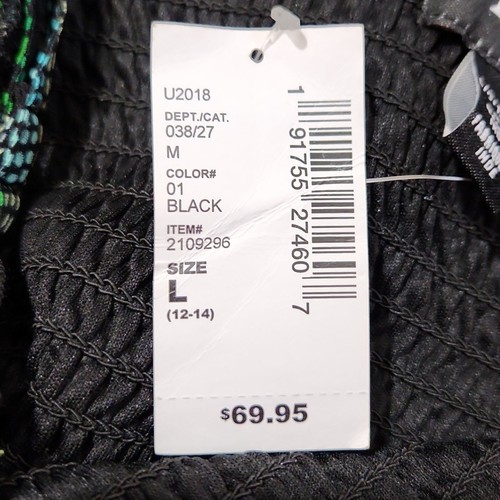 U2018
DEPT./CAT.
038/27
M
COLOR#
01
BLACK
ITEM#
2109296
SIZE
L
(12-14)
1 91755 27460 7
$69.95